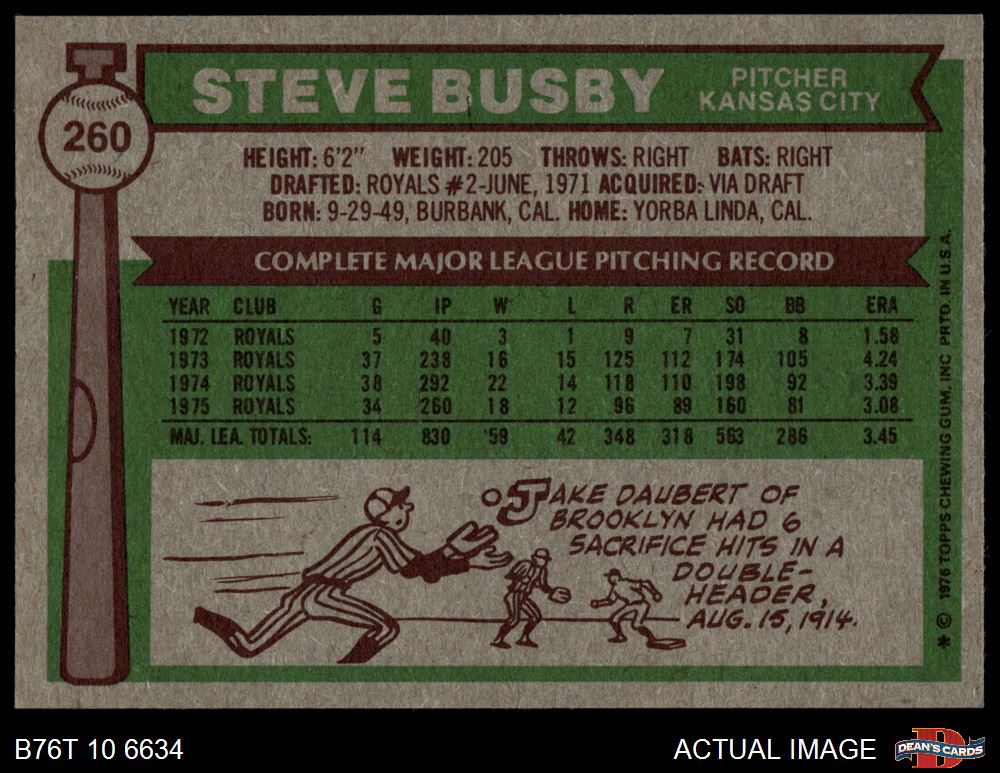 260
STEVE BUSBY
PITCHER
KANSAS CITY
HEIGHT: 6'2" WEIGHT: 205 THROWS: RIGHT BATS: RIGHT
DRAFTED: ROYALS #2-JUNE, 1971 ACQUIRED: VIA DRAFT
BORN: 9-29-49, BURBANK, CAL. HOME: YORBA LINDA, CAL.
COMPLETE MAJOR LEAGUE PITCHING RECORD
YEAR CLUB G IP W L R ER SO BB ERA
1972 ROYALS 5 40 3 1 9 7 31 8 1.58
1973 ROYALS 37 238 16 15 125 112 174 105 4.24
1974 ROYALS 38 292 22 14 118 110 198 92 3.39
1975 ROYALS 34 260 18 12 96 89 160 81 3.08
MAJ. LEA. TOTALS: 114 830 59 42 348 318 563 286 3.45
JAKE DAUBERT OF
BROOKLYN HAD 6
SACRIFICE HITS IN A
DOUBLE-
HEADER,
AUG. 15, 1914.
* © 1976 TOPPS CHEWING GUM, INC PRTD. IN U.S.A.
B76T 10 6634
ACTUAL IMAGE
D
DEAN'S CARDS